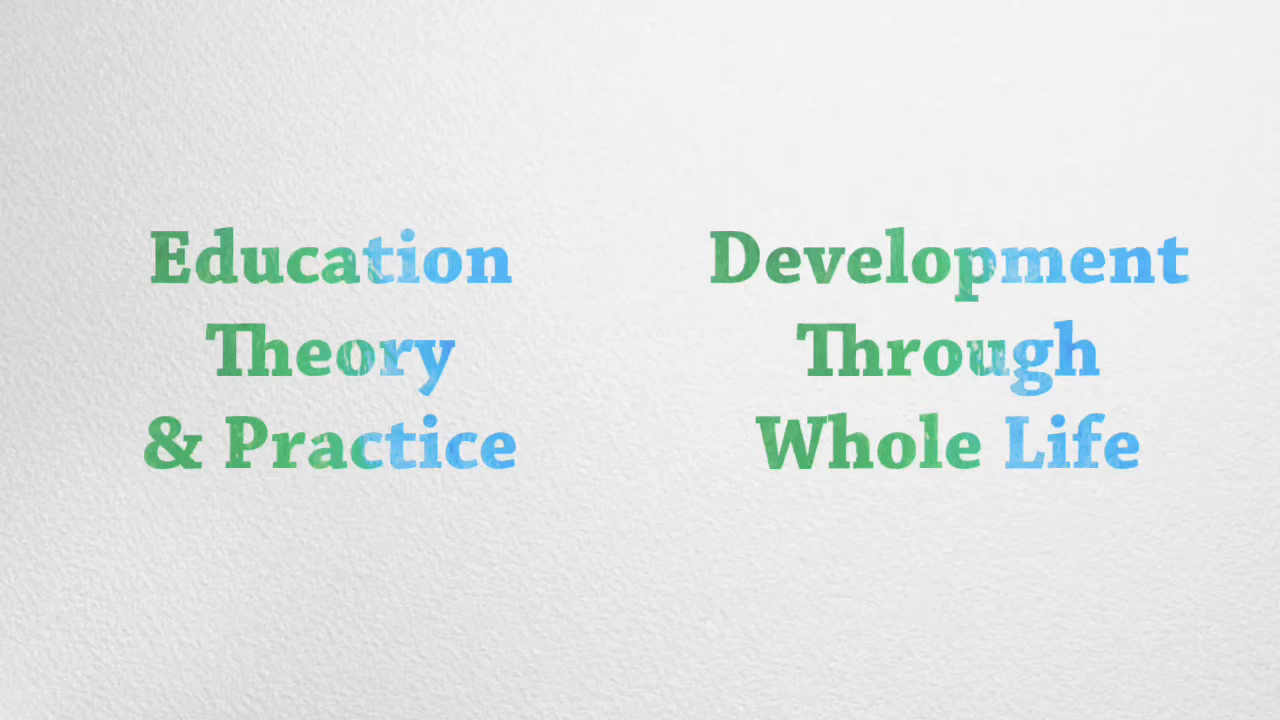 Education
Theory
& Practice
Development
Through
Whole Life